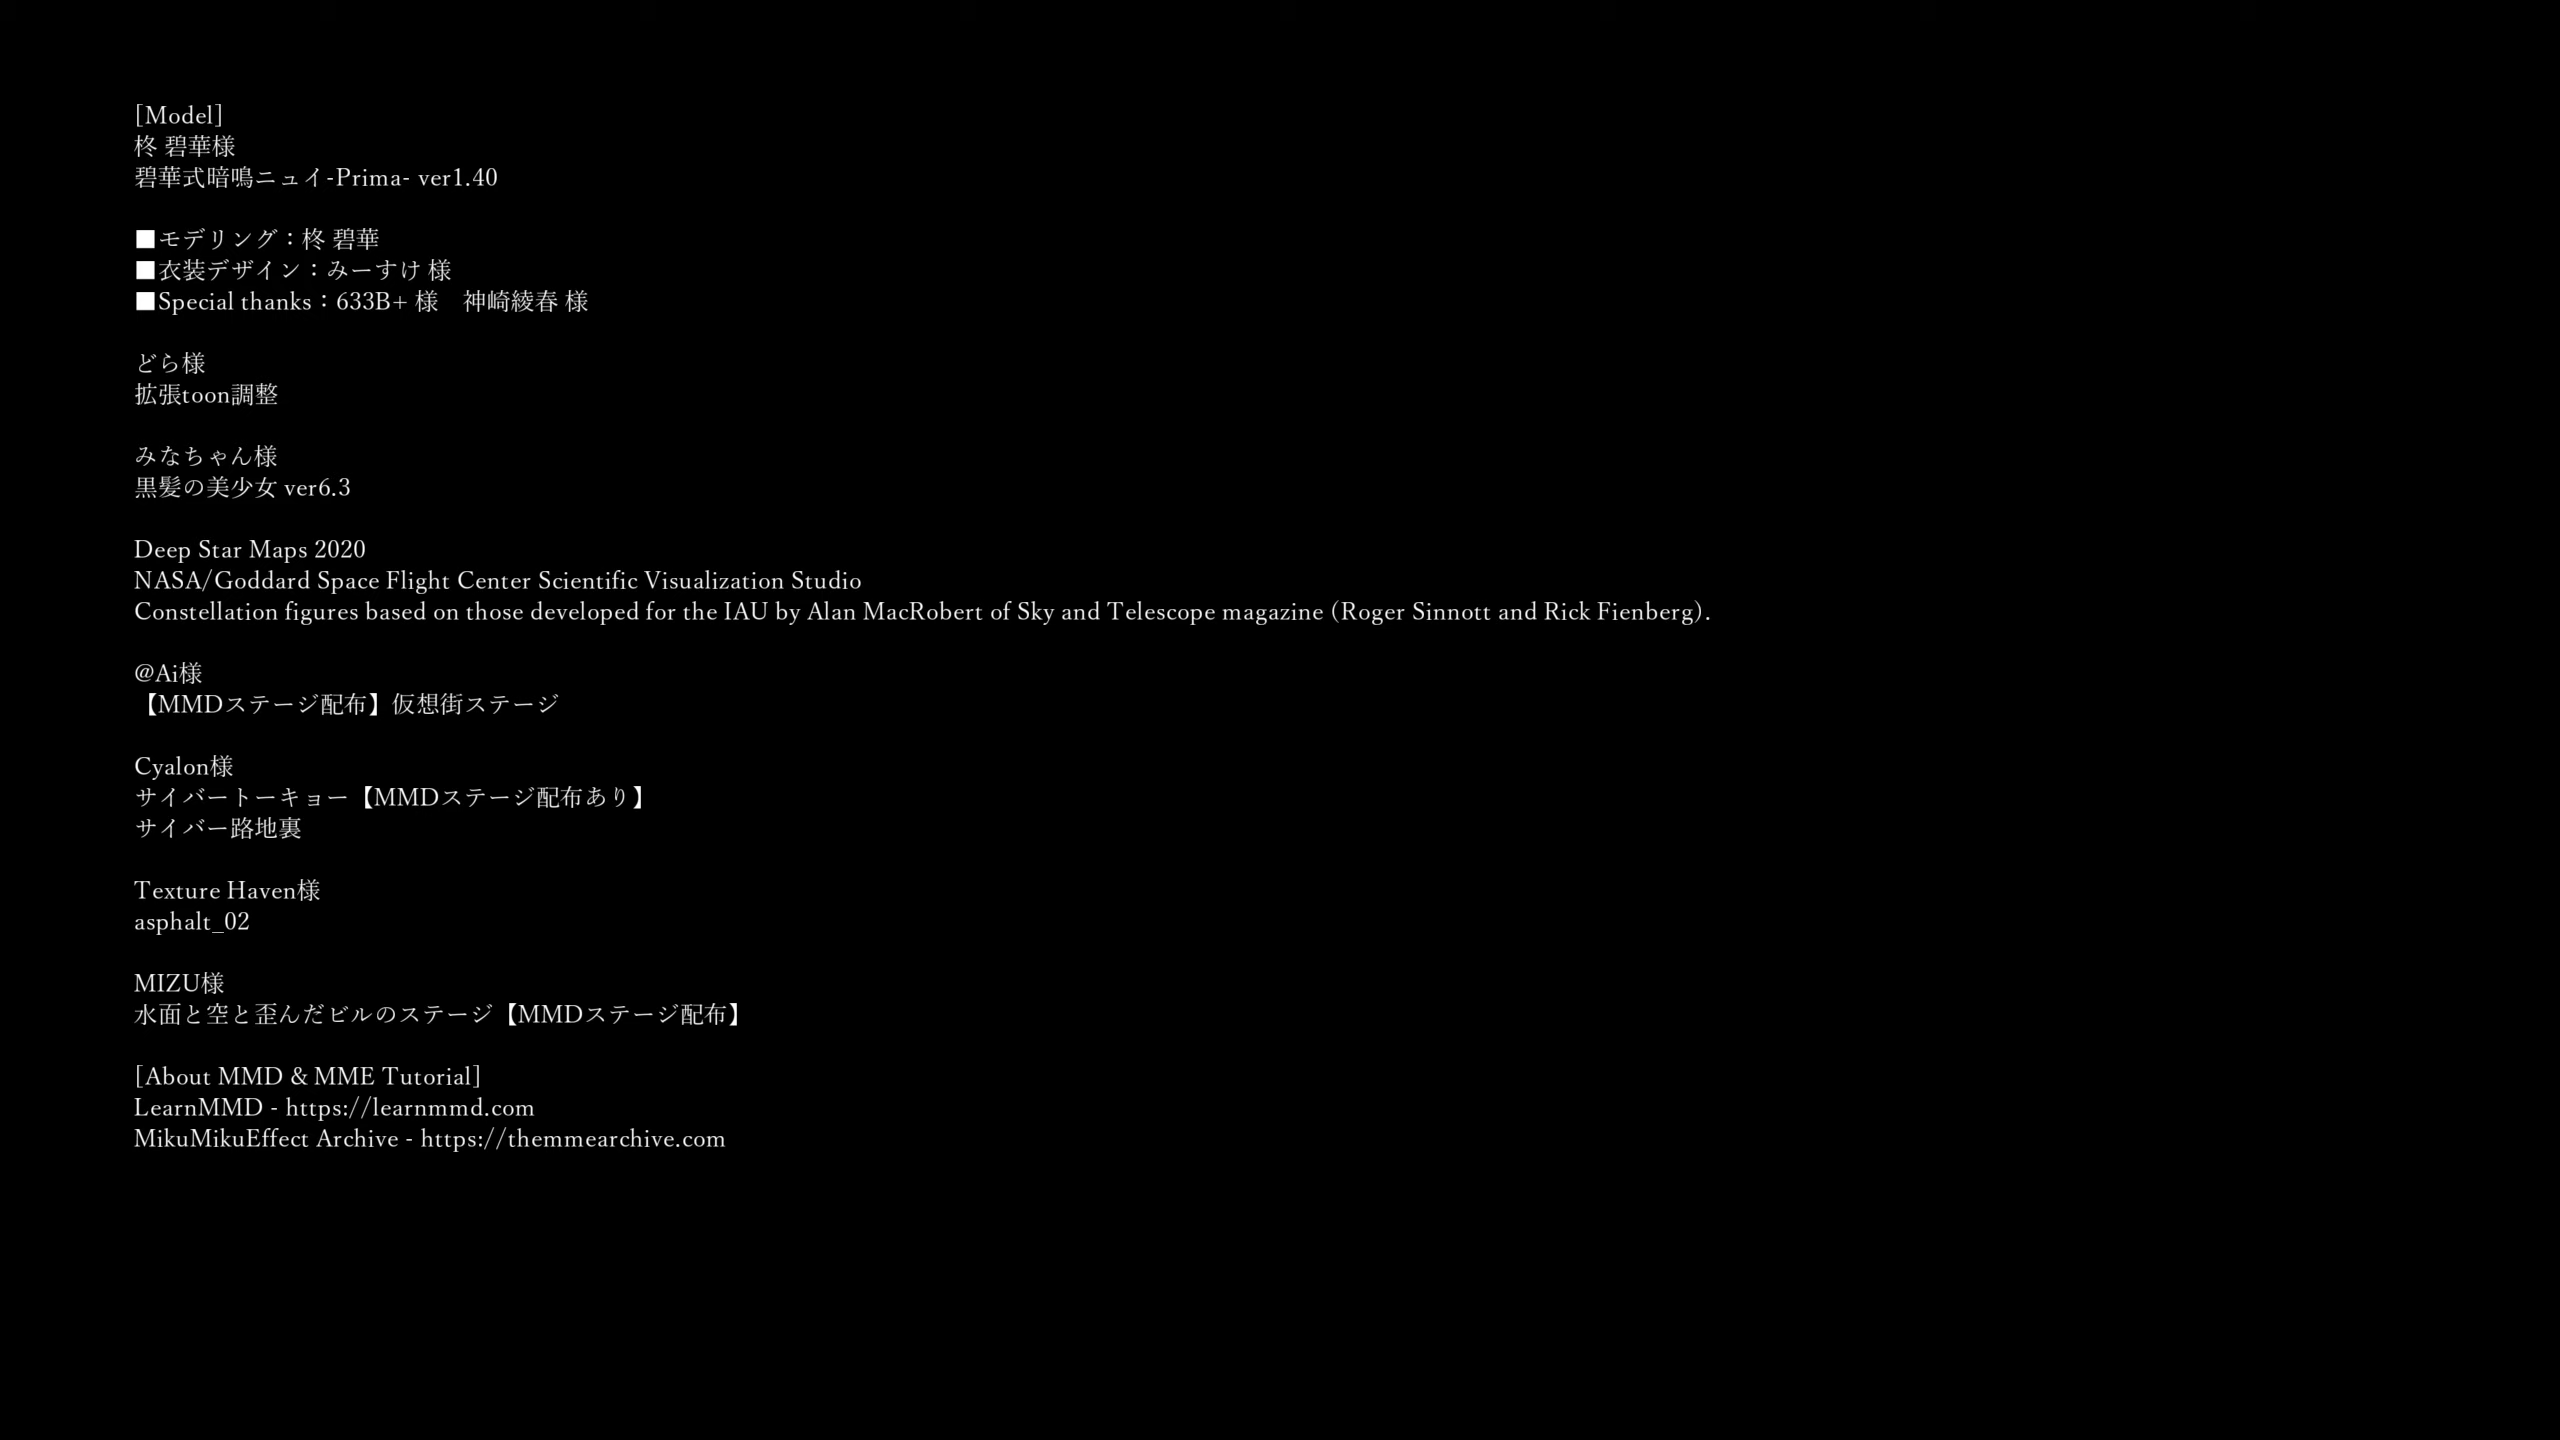 [Model]
柊 碧華様
碧華式暗鳴ニュイ-Prima- ver1.40
■モデリング：柊 碧華
■衣装デザイン：みーすけ 様
■Special thanks：633B+ 様　神崎綾春 様
どら様
拡張toon調整
みなちゃん様
黒髪の美少女 ver6.3
Deep Star Maps 2020
NASA/Goddard Space Flight Center Scientific Visualization Studio
Constellation figures based on those developed for the IAU by Alan MacRobert of Sky and Telescope magazine (Roger Sinnott and Rick Fienberg).
@Ai様
【MMDステージ配布】仮想街ステージ
Cyalon様
サイバートーキョー【MMDステージ配布あり】
サイバー路地裏
Texture Haven様
asphalt_02
MIZU様
水面と空と歪んだビルのステージ【MMDステージ配布】
[About MMD & MME Tutorial]
LearnMMD - https://learnmmd.com
MikuMikuEffect Archive - https://themmearchive.com